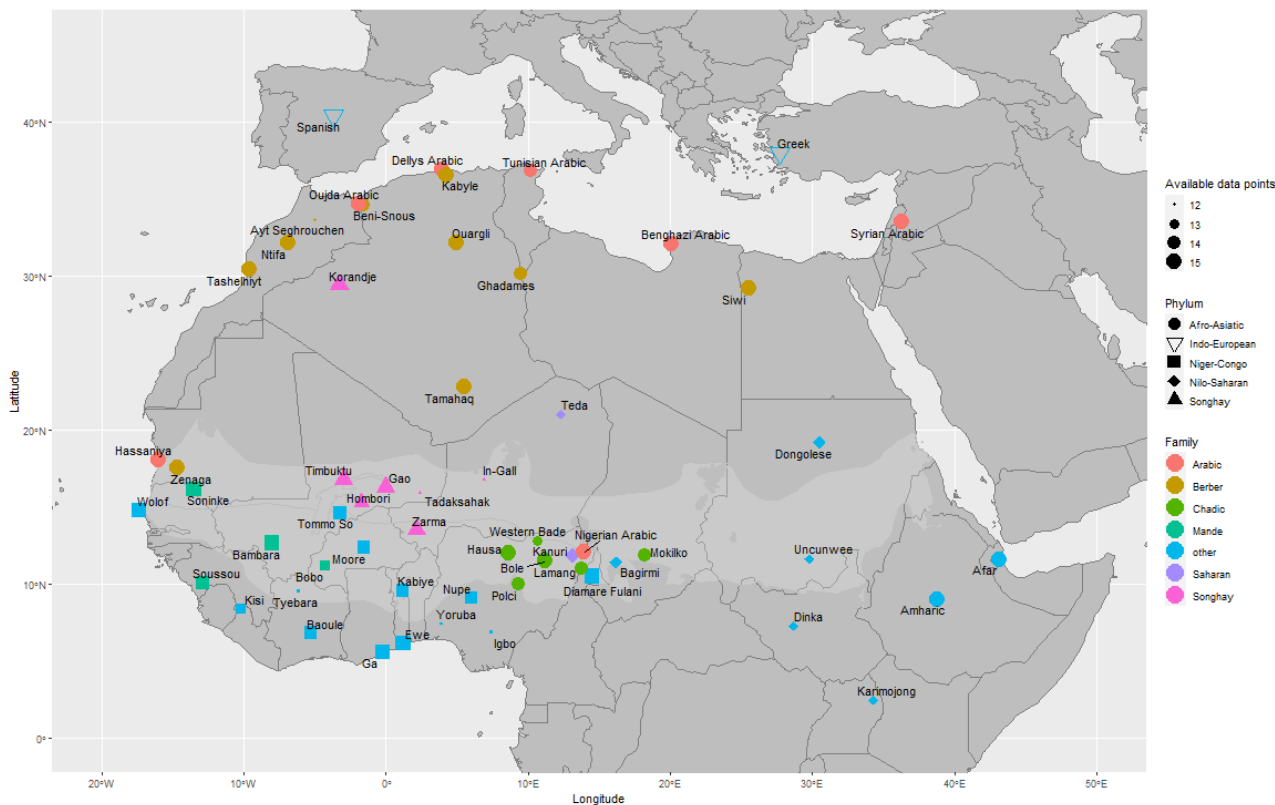 40°N
30°N
20°N
10°N
0°
Latitude
20°W
10°W
0°
10°E
20°E
30°E
40°E
50°E
Longitude
Spanish
Greek
Dellys Arabic
Tunisian Arabic
Kabyle
Oujda Arabic
Beni-Snous
Ayt Seghrouchen
Ntifa
Ouargli
Benghazi Arabic
Syrian Arabic
Tashelhiyt
Korandje
Ghadames
Siwi
Tamahaq
Teda
Hassaniya
Zenaga
Dongolese
Timbuktu
Gao
In-Gall
Soninke
Wolof
Hombori
Tadaksahak
Tommo So
Zarma
Western Bade
Nigerian Arabic
Bambara
Moore
Hausa
Kanuri
Mokilko
Bole
Lamang
Bagirmi
Uncunwee
Afar
Soussou
Bobo
Kabiye
Nupe
Polci
Diamare Fulani
Kisi
Tyebara
Amharic
Baoule
Yoruba
Dinka
Ewe
Igbo
Ga
Karimojong
Available data points
12
13
14
15
Phylum
Afro-Asiatic
Indo-European
Niger-Congo
Nilo-Saharan
Songhay
Family
Arabic
Berber
Chadic
Mande
other
Saharan
Songhay